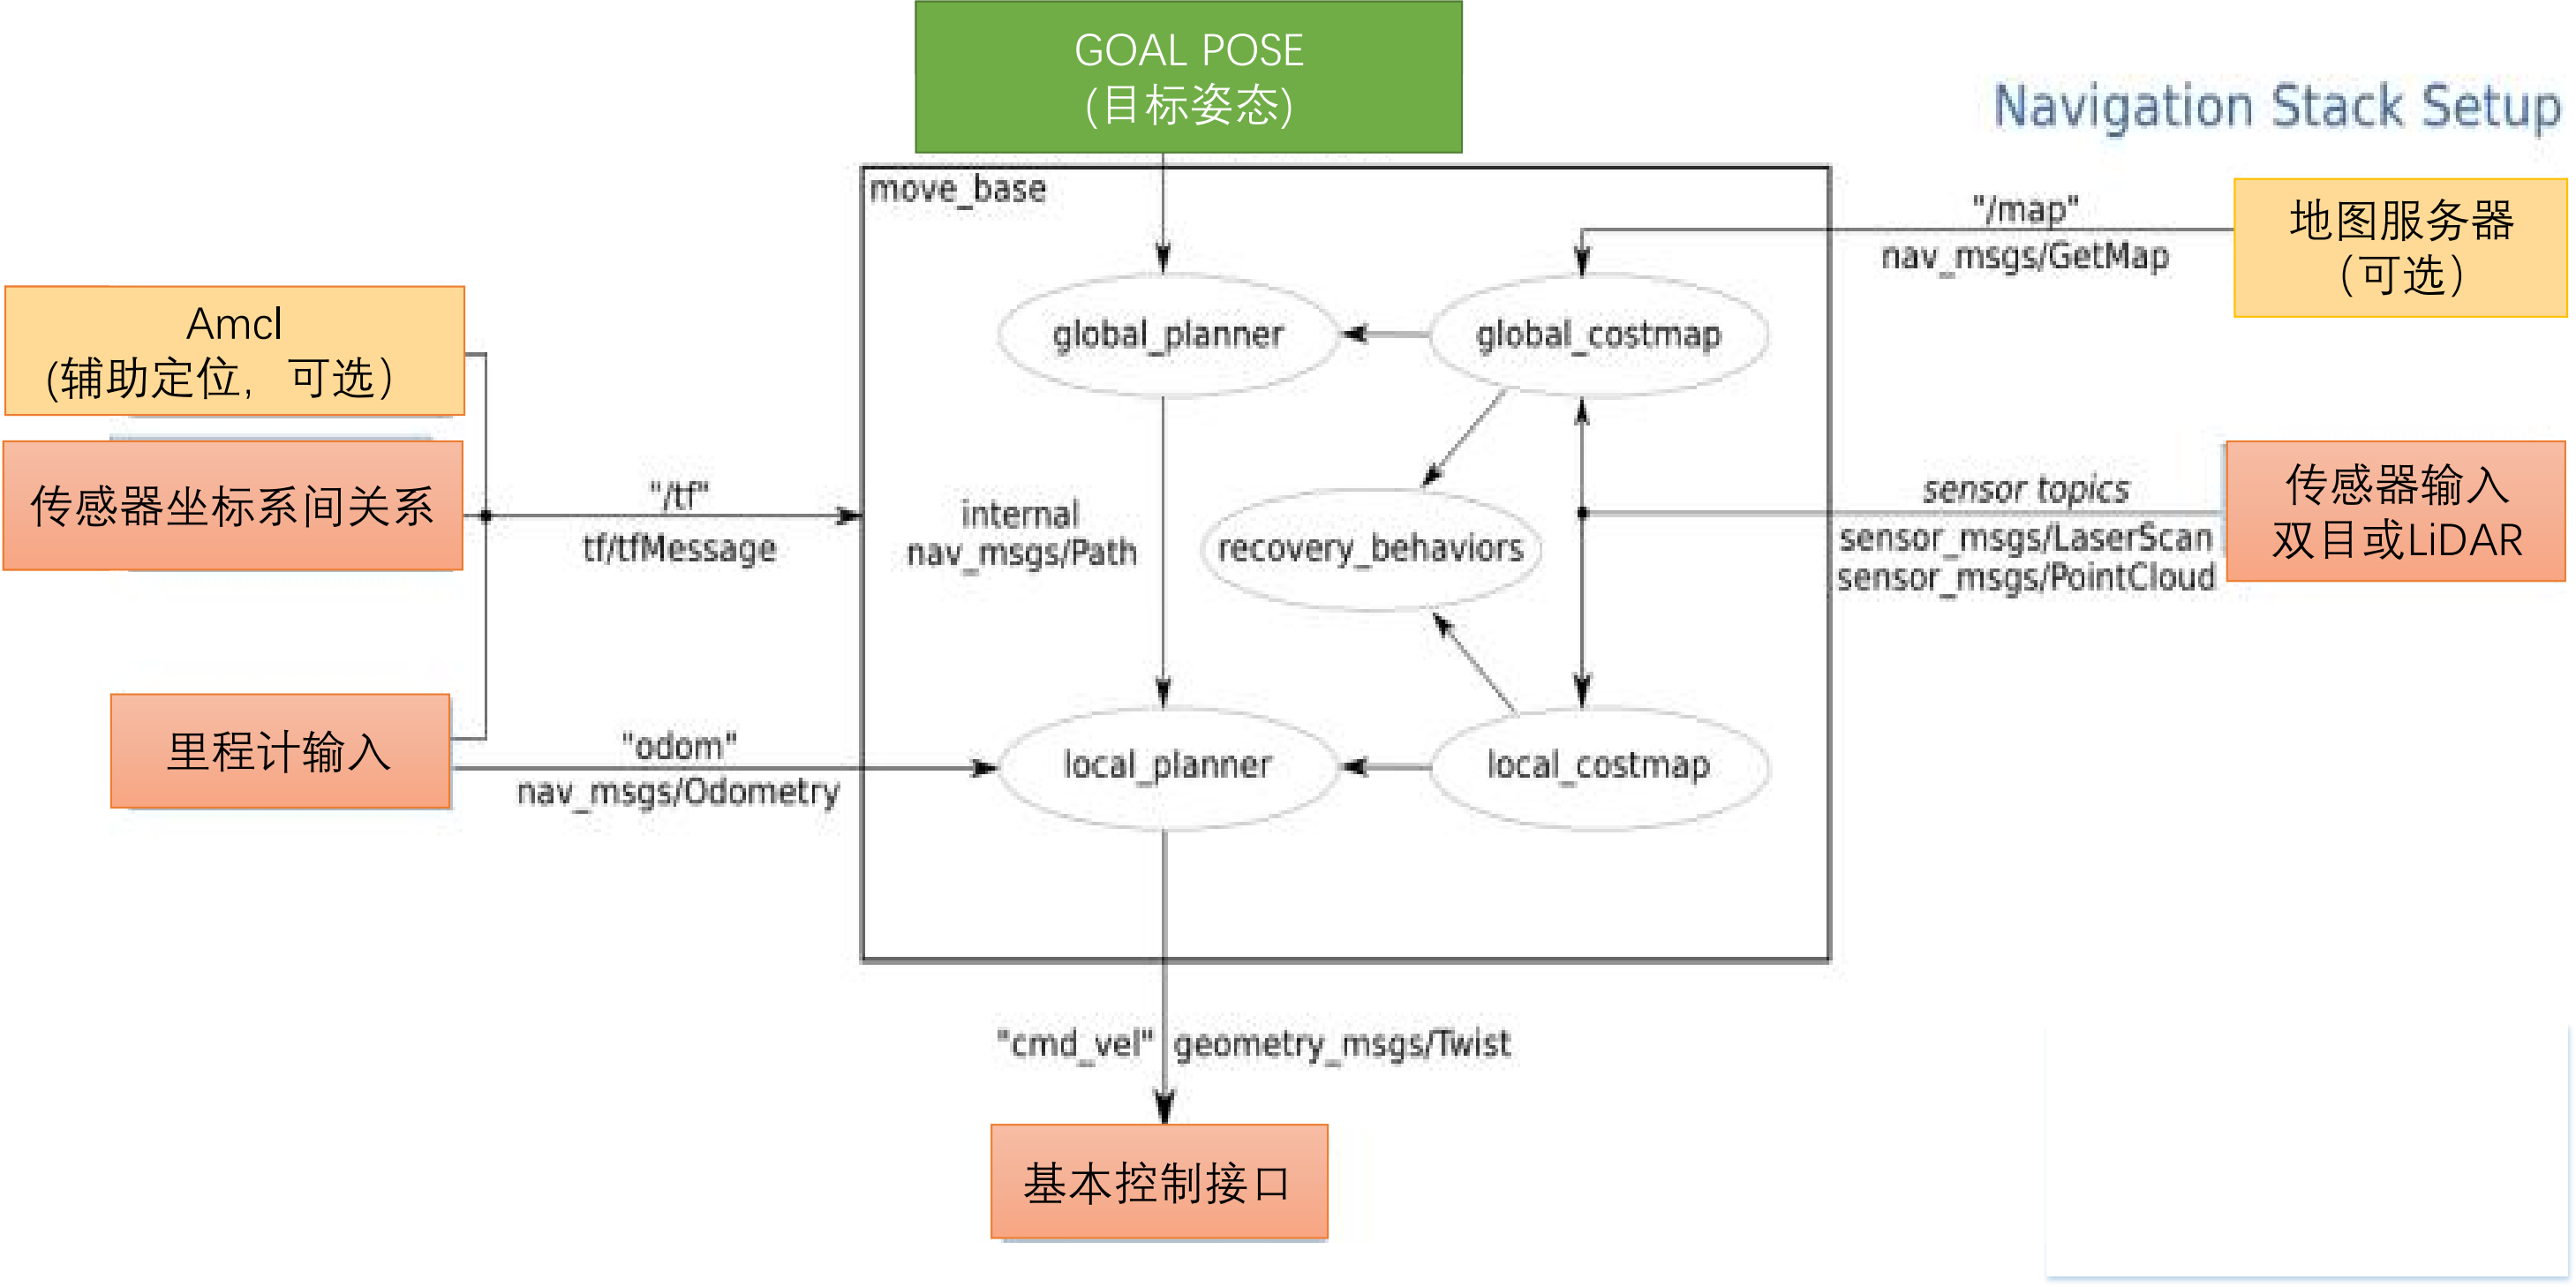 GOAL POSE
(目标姿态)
Navigation Stack Setup
move_base
"/map"
nav_msgs/GetMap
地图服务器
（可选）
Amcl
(辅助定位，可选）
global_planner
global_costmap
传感器坐标系间关系
"/tf"
tf/tfMessage
internal
nav_msgs/Path
recovery_behaviors
sensor topics
sensor_msgs/LaserScan
sensor_msgs/PointCloud
传感器输入
双目或LiDAR
里程计输入
"odom"
nav_msgs/Odometry
local_planner
local_costmap
"cmd_vel" geometry_msgs/Twist
基本控制接口